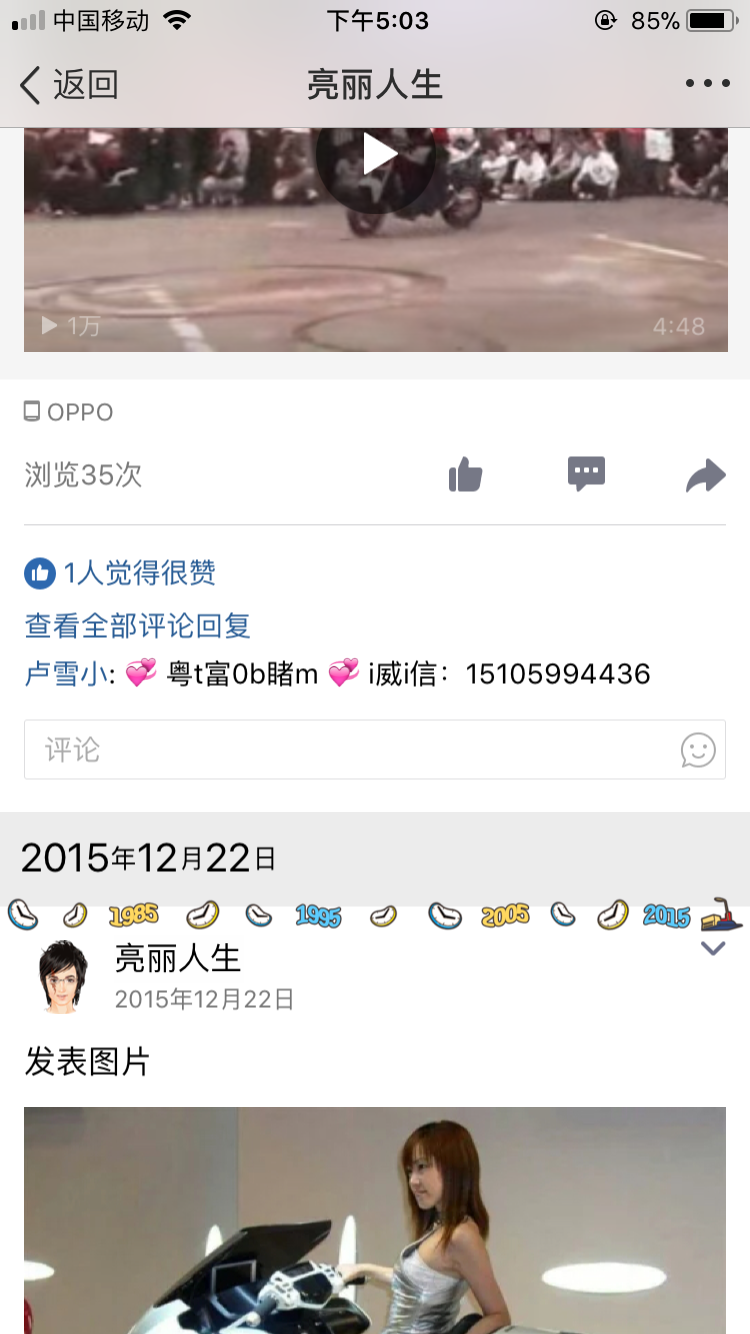 中国移动 下午5:03 85%
返回 亮丽人生
1万 4:48
OPPO
浏览35次
1人觉得很赞
查看全部评论回复
卢雪小: 💞 粤t富0b睹m 💞 i威i信：15105994436
评论
2015年12月22日
1985 1995 2005 2015
亮丽人生
2015年12月22日
发表图片